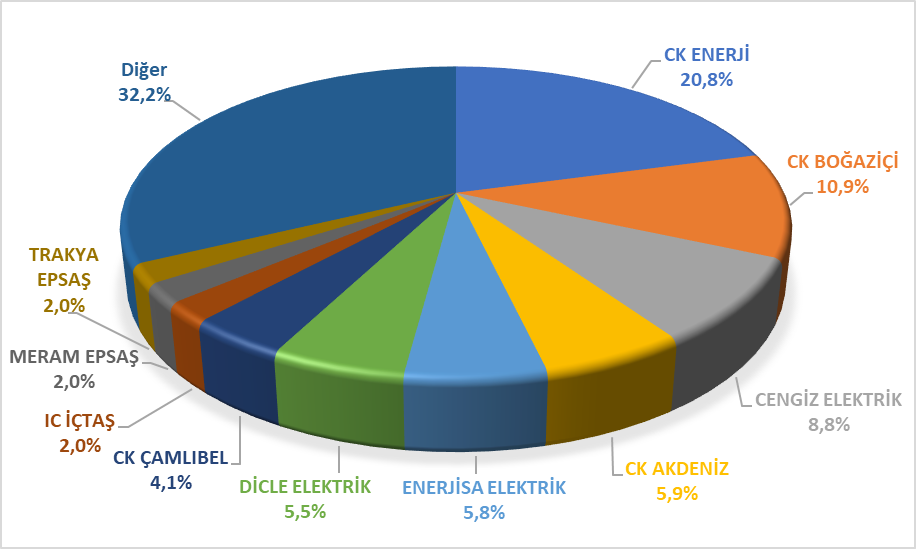 CK ENERJİ
20,8%
CK BOĞAZİÇİ
10,9%
CENGİZ ELEKTRİK
8,8%
CK AKDENİZ
5,9%
ENERJİSA ELEKTRİK
5,8%
DİCLE ELEKTRİK
5,5%
CK ÇAMLIBEL
4,1%
IC İÇTAŞ
2,0%
MERAM EPSAŞ
2,0%
TRAKYA
EPSAŞ
2,0%
Diğer
32,2%